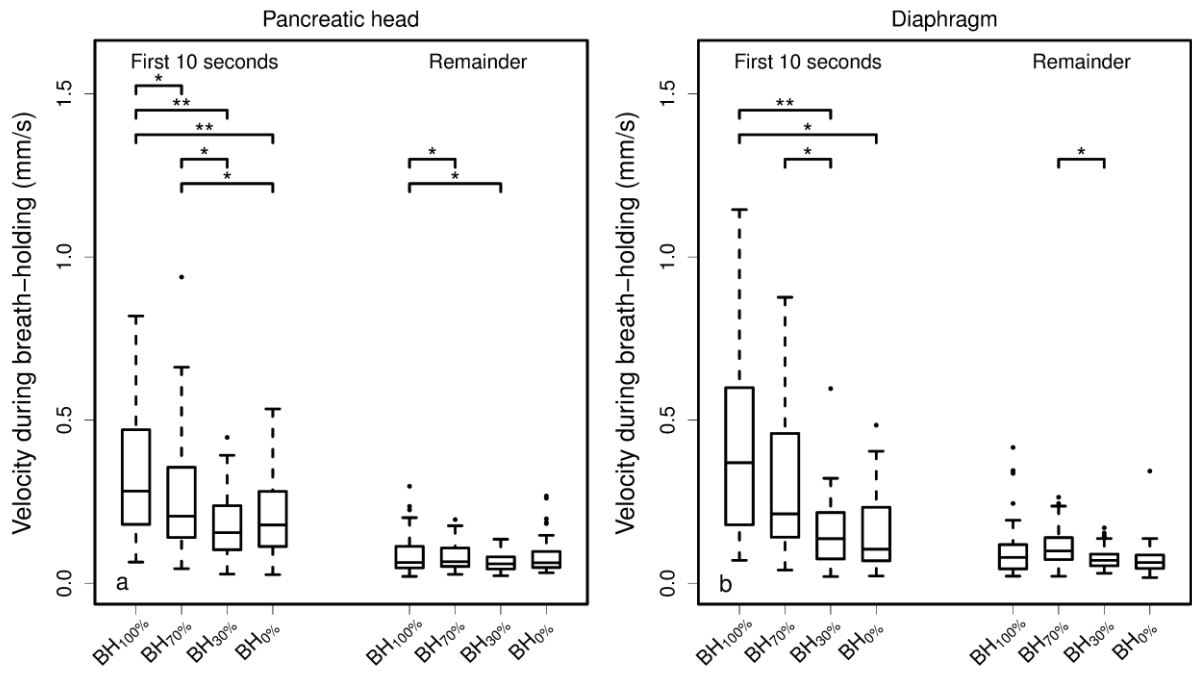 Pancreatic head
Diaphragm
Velocity during breath−holding (mm/s)
0.0
0.5
1.0
1.5
First 10 seconds
Remainder
*
**
**
*
*
*
*
a
BH100%
BH70%
BH30%
BH0%
BH100%
BH70%
BH30%
BH0%
Velocity during breath−holding (mm/s)
0.0
0.5
1.0
1.5
First 10 seconds
Remainder
**
*
*
*
b
BH100%
BH70%
BH30%
BH0%
BH100%
BH70%
BH30%
BH0%